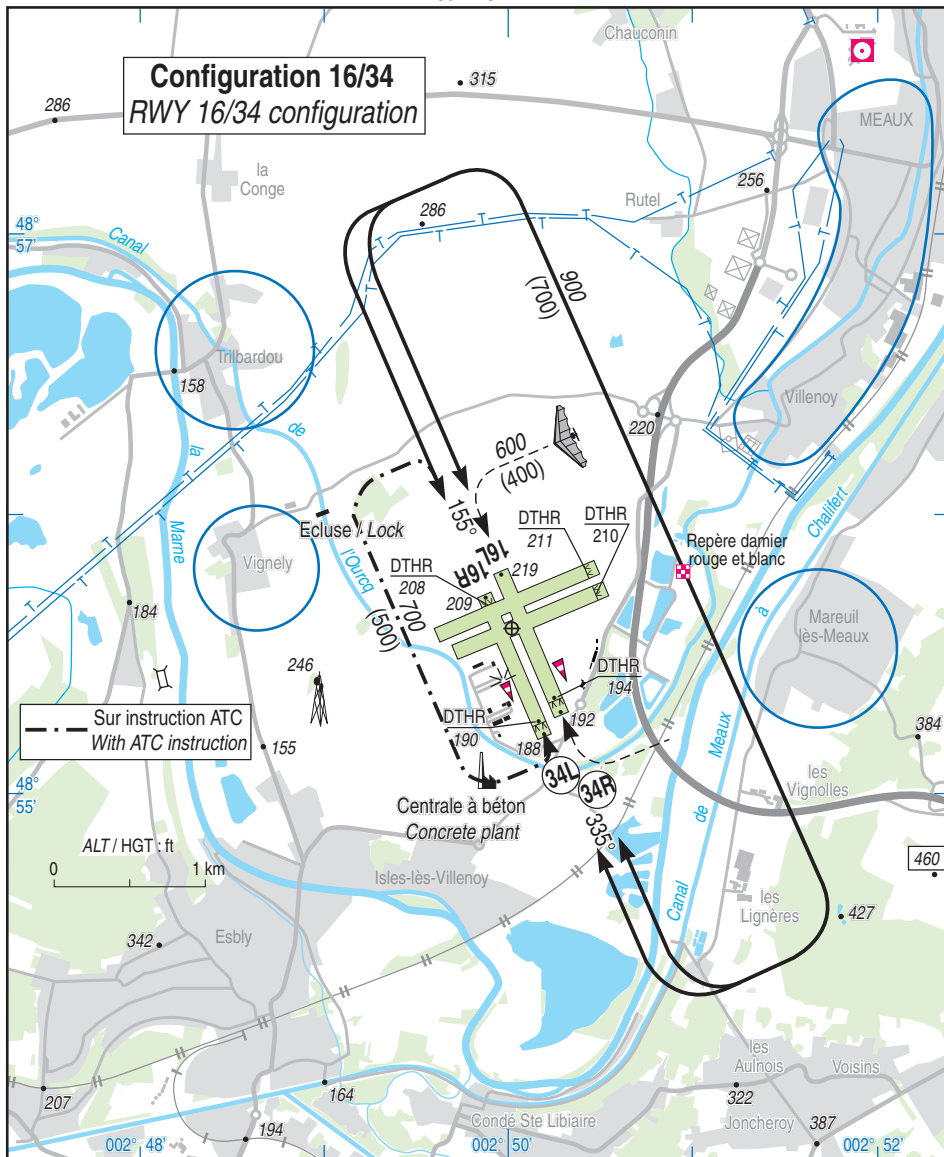 Configuration 16/34
RWY 16/34 configuration
Chauconin
315
286
MEAUX
la
Conge
256
Rutel
286
48°
57'
Canal
900
(700)
Trilbardou
158
de
la
Villenoy
220
600
(400)
155°
Chalifert
Ecluse / Lock
DTHR
211
DTHR
210
Repère damier
rouge et blanc
16L
16R
l'Ourcq
Vignely
DTHR
208
219
209
700
(500)
Marne
184
à
Mareuil
lès-Meaux
246
DTHR
194
192
Sur instruction ATC
With ATC instruction
DTHR
190
188
155
Meaux
384
34L
34R
les
Vignolles
48°
55'
Centrale à béton
Concrete plant
335°
ALT / HGT : ft
0
1 km
de
460
Isles-lès-Villenoy
Canal
les
Lignères
427
Esbly
342
les
Aulnois
Voisins
164
207
322
Condé Ste Libiaire
Joncheroy
387
194
002° 48'
002° 50'
002° 52'